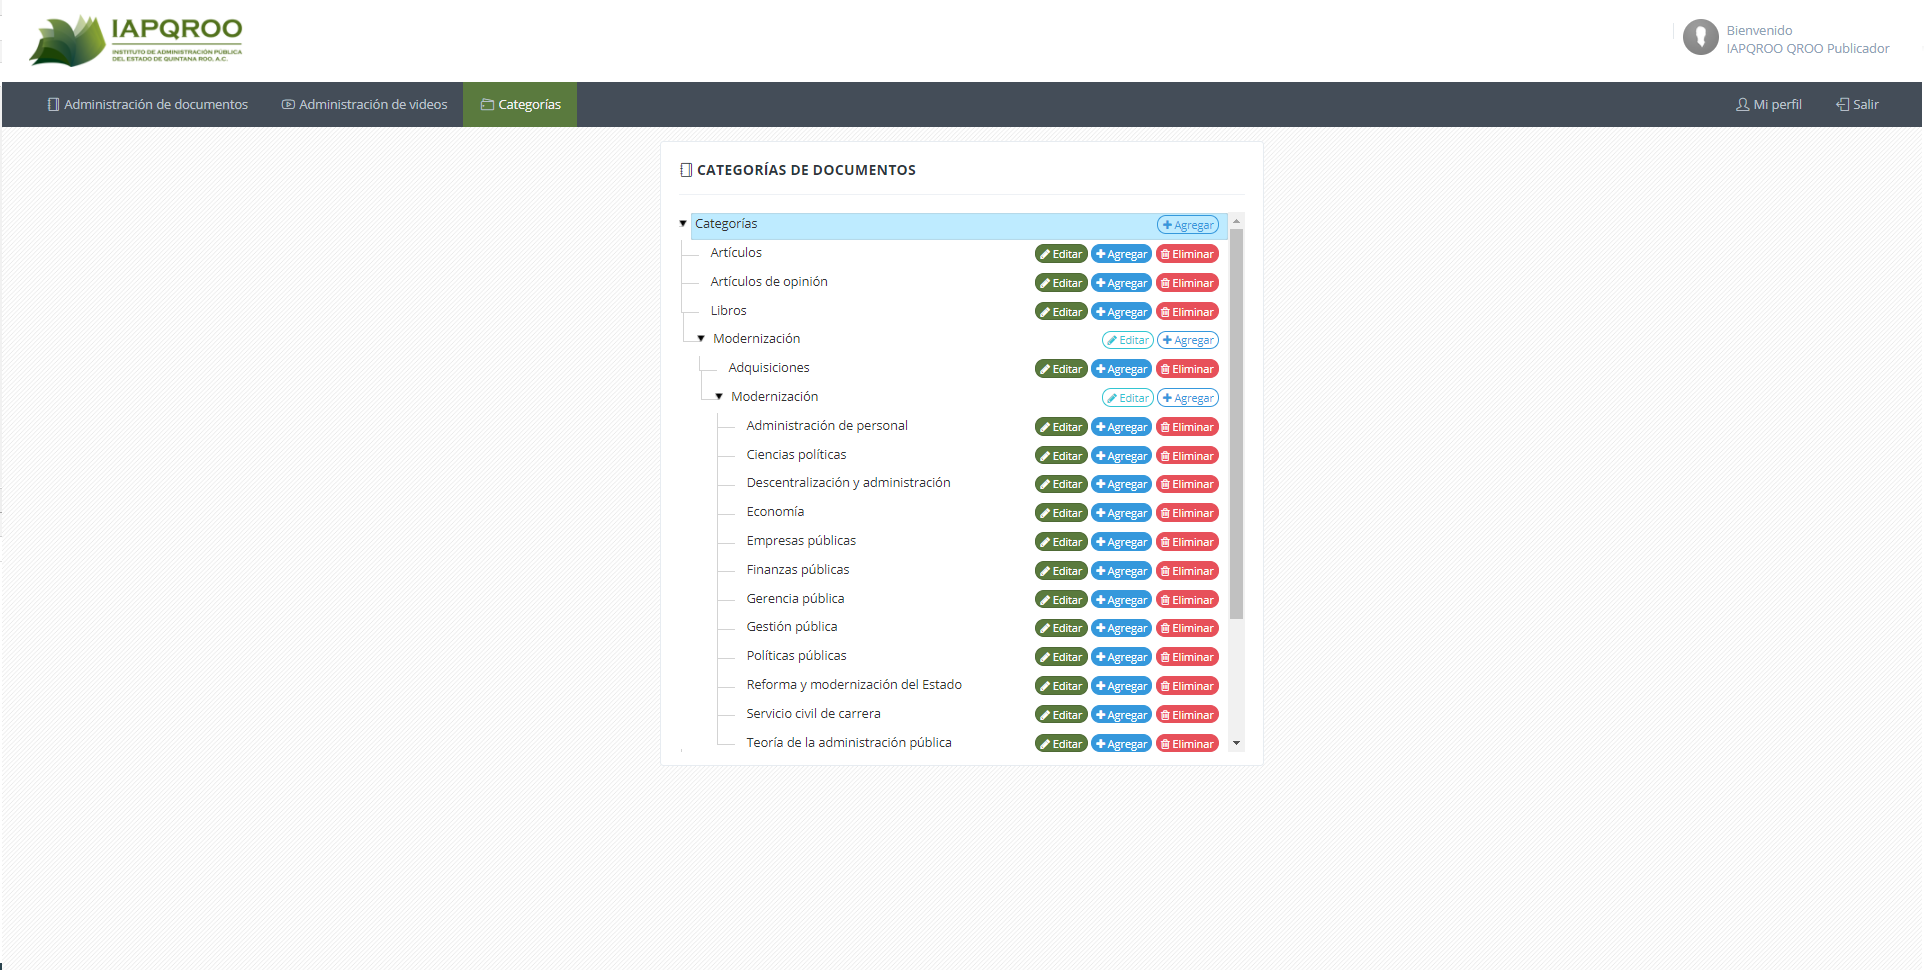 IAPQROO
INSTITUTO DE ADMINISTRACIÓN PÚBLICA
DEL ESTADO DE QUINTANA ROO, A.C.
Bienvenido
IAPQROO QROO Publicador
Administración de documentos Administración de videos Categorías Mi perfil Salir
CATEGORÍAS DE DOCUMENTOS
Categorías Agregar
Artículos Editar Agregar Eliminar
Artículos de opinión Editar Agregar Eliminar
Libros Editar Agregar Eliminar
Modernización Editar Agregar
Adquisiciones Editar Agregar Eliminar
Modernización Editar Agregar
Administración de personal Editar Agregar Eliminar
Ciencias políticas Editar Agregar Eliminar
Descentralización y administración Editar Agregar Eliminar
Economía Editar Agregar Eliminar
Empresas públicas Editar Agregar Eliminar
Finanzas públicas Editar Agregar Eliminar
Gerencia pública Editar Agregar Eliminar
Gestión pública Editar Agregar Eliminar
Políticas públicas Editar Agregar Eliminar
Reforma y modernización del Estado Editar Agregar Eliminar
Servicio civil de carrera Editar Agregar Eliminar
Teoría de la administración pública Editar Agregar Eliminar